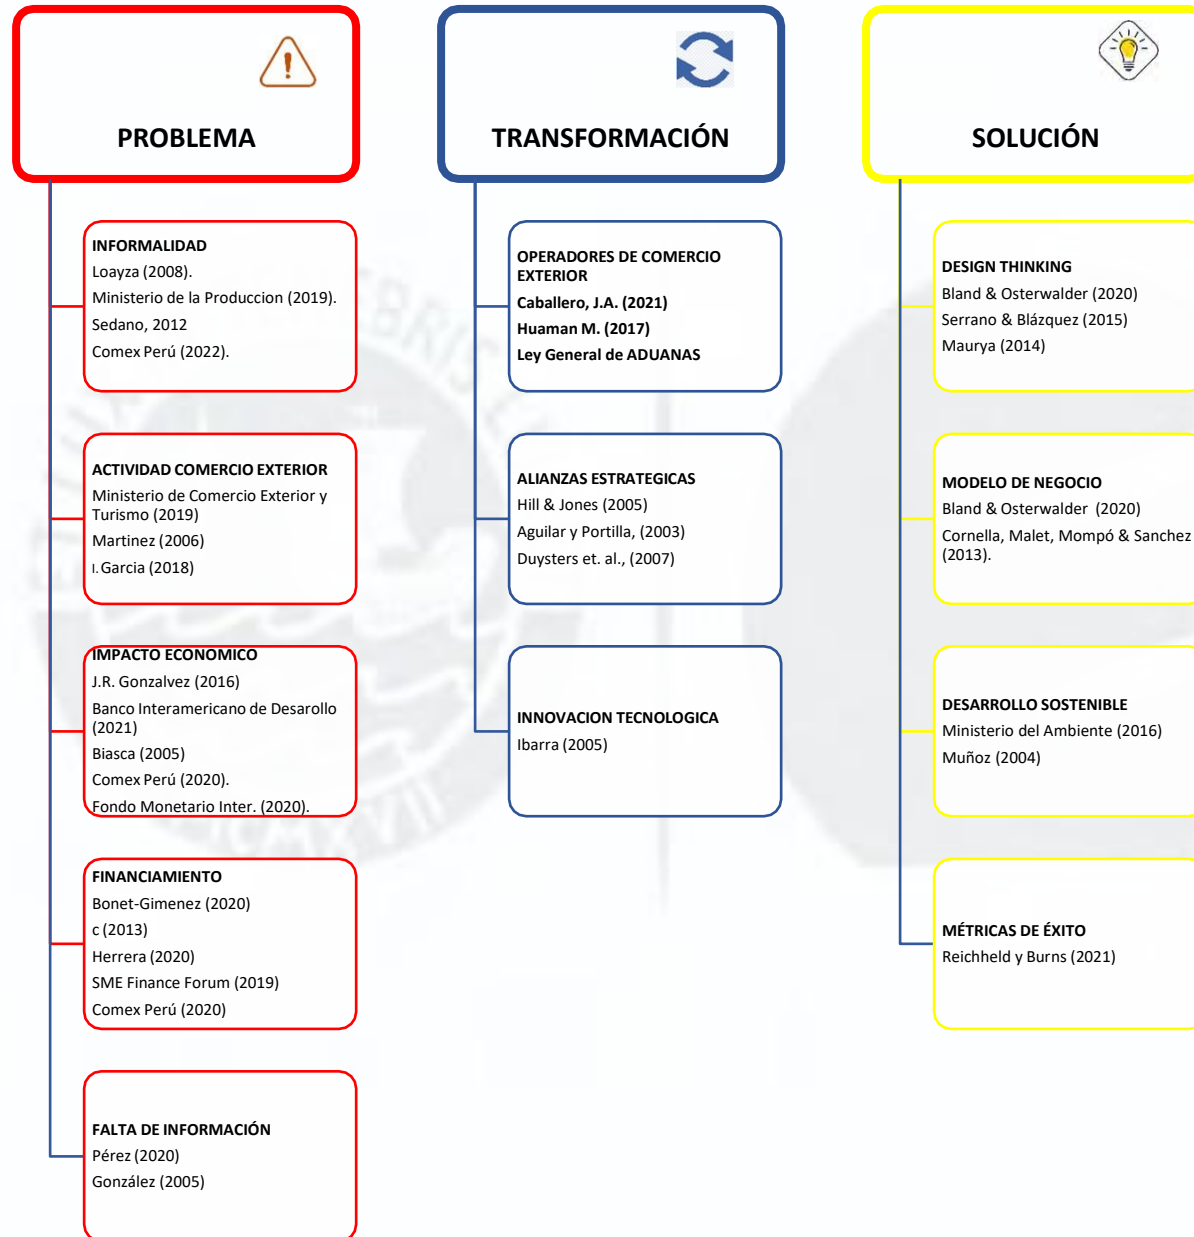 PROBLEMA
INFORMALIDAD
Loayza (2008).
Ministerio de la Produccion (2019).
Sedano, 2012
Comex Perú (2022).
ACTIVIDAD COMERCIO EXTERIOR
Ministerio de Comercio Exterior y
Turismo (2019)
Martinez (2006)
I. Garcia (2018)
IMPACTO ECONOMICO
J.R. Gonzalvez (2016)
Banco Interamericano de Desarollo
(2021)
Biasca (2005)
Comex Perú (2020).
Fondo Monetario Inter. (2020).
FINANCIAMIENTO
Bonet-Gimenez (2020)
c (2013)
Herrera (2020)
SME Finance Forum (2019)
Comex Perú (2020)
FALTA DE INFORMACIÓN
Pérez (2020)
González (2005)
TRANSFORMACIÓN
OPERADORES DE COMERCIO
EXTERIOR
Caballero, J.A. (2021)
Huaman M. (2017)
Ley General de ADUANAS
ALIANZAS ESTRATEGICAS
Hill & Jones (2005)
Aguilar y Portilla, (2003)
Duysters et. al., (2007)
INNOVACION TECNOLOGICA
Ibarra (2005)
SOLUCIÓN
DESIGN THINKING
Bland & Osterwalder (2020)
Serrano & Blázquez (2015)
Maurya (2014)
MODELO DE NEGOCIO
Bland & Osterwalder (2020)
Cornella, Malet, Mompó & Sanchez
(2013).
DESARROLLO SOSTENIBLE
Ministerio del Ambiente (2016)
Muñoz (2004)
MÉTRICAS DE ÉXITO
Reichheld y Burns (2021)